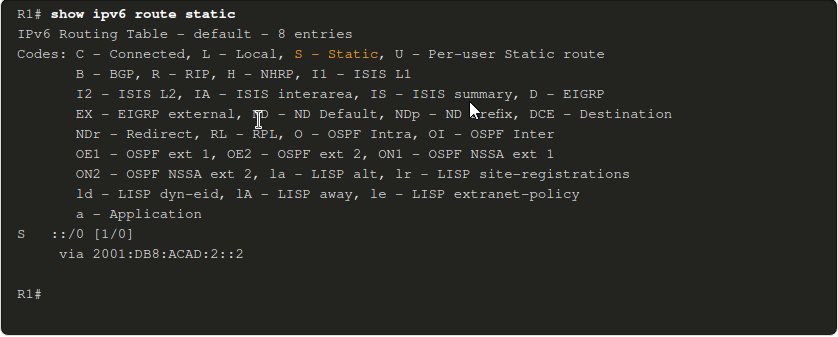 R1# show ipv6 route static
IPv6 Routing Table - default - 8 entries
Codes: C - Connected, L - Local, S - Static, U - Per-user Static route
B - BGP, R - RIP, H - NHRP, I1 - ISIS L1
I2 - ISIS L2, IA - ISIS interarea, IS - ISIS summary, D - EIGRP
EX - EIGRP external, ND - ND Default, NDp - ND Prefix, DCE - Destination
NDr - Redirect, RL - RPL, O - OSPF Intra, OI - OSPF Inter
OE1 - OSPF ext 1, OE2 - OSPF ext 2, ON1 - OSPF NSSA ext 1
ON2 - OSPF NSSA ext 2, la - LISP alt, lr - LISP site-registrations
ld - LISP dyn-eid, lA - LISP away, le - LISP extranet-policy
a - Application
S ::/0 [1/0]
via 2001:DB8:ACAD:2::2
R1#